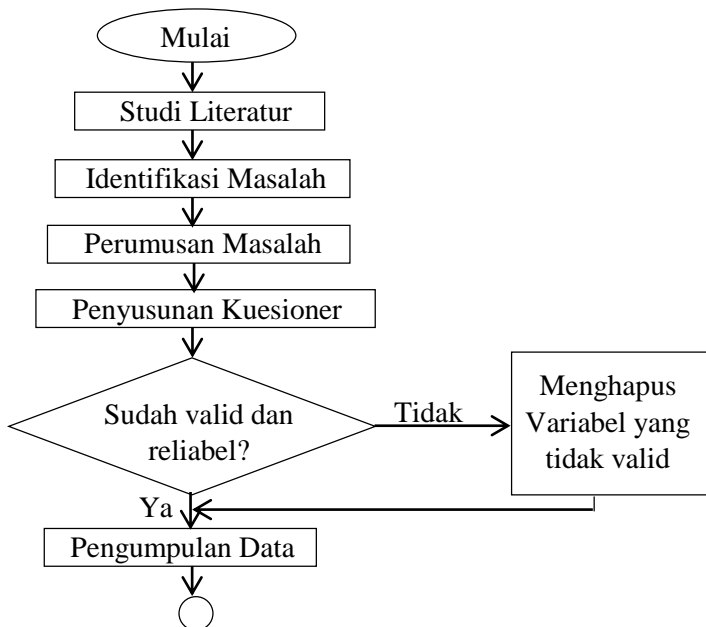 Mulai
Studi Literatur
Identifikasi Masalah
Perumusan Masalah
Penyusunan Kuesioner
Sudah valid dan
reliabel?
Tidak
Menghapus
Variabel yang
tidak valid
Ya
Pengumpulan Data